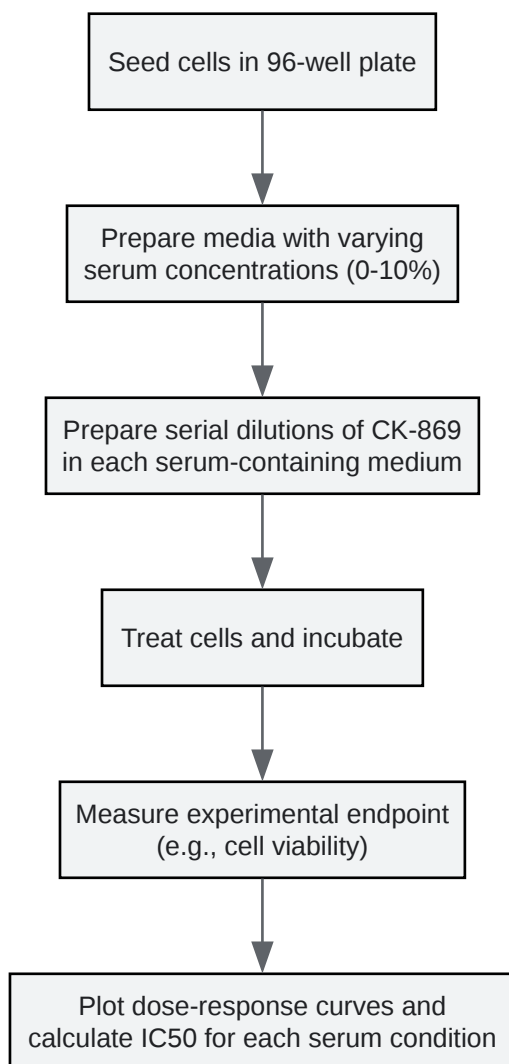 Seed cells in 96-well plate
Prepare media with varying
serum concentrations (0-10%)
Prepare serial dilutions of CK-869
in each serum-containing medium
Treat cells and incubate
Measure experimental endpoint
(e.g., cell viability)
Plot dose-response curves and
calculate IC50 for each serum condition